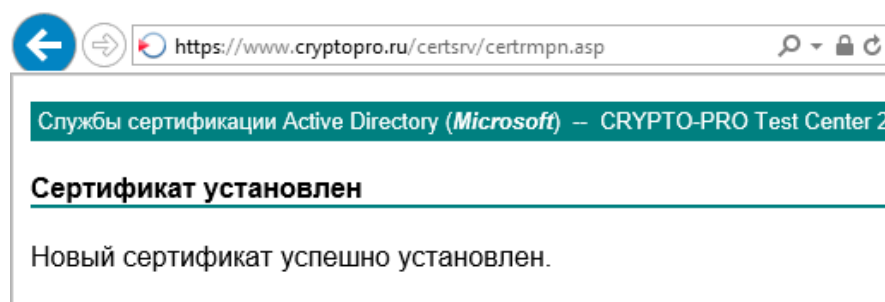 https://www.cryptopro.ru/certsrv/certrmpn.asp
Службы сертификации Active Directory (Microsoft) -- CRYPTO-PRO Test Center 2
Сертификат установлен
Новый сертификат успешно установлен.